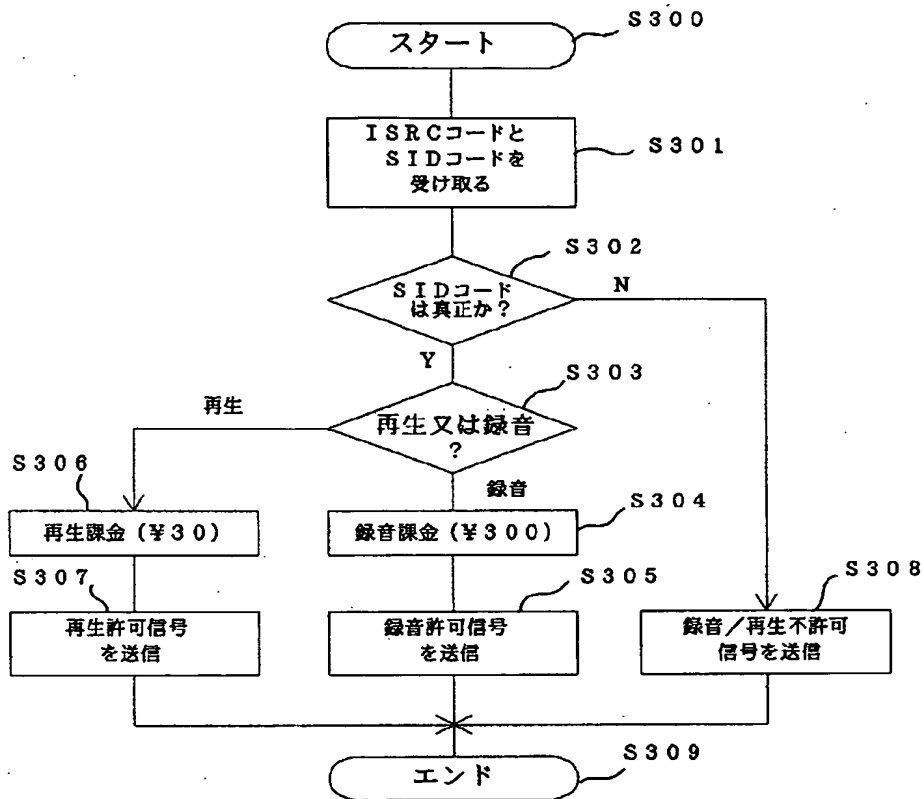 スタート
S300
ISRCコードと
SIDコードを
受け取る
S301
S302
SIDコード
は真正か?
N
Y
S303
再生又は録音
?
再生
録音
S306
再生課金(¥30)
S304
録音課金(¥300)
S307
再生許可信号
を送信
S305
録音許可信号
を送信
S308
録音/再生不許可
信号を送信
S309
エンド